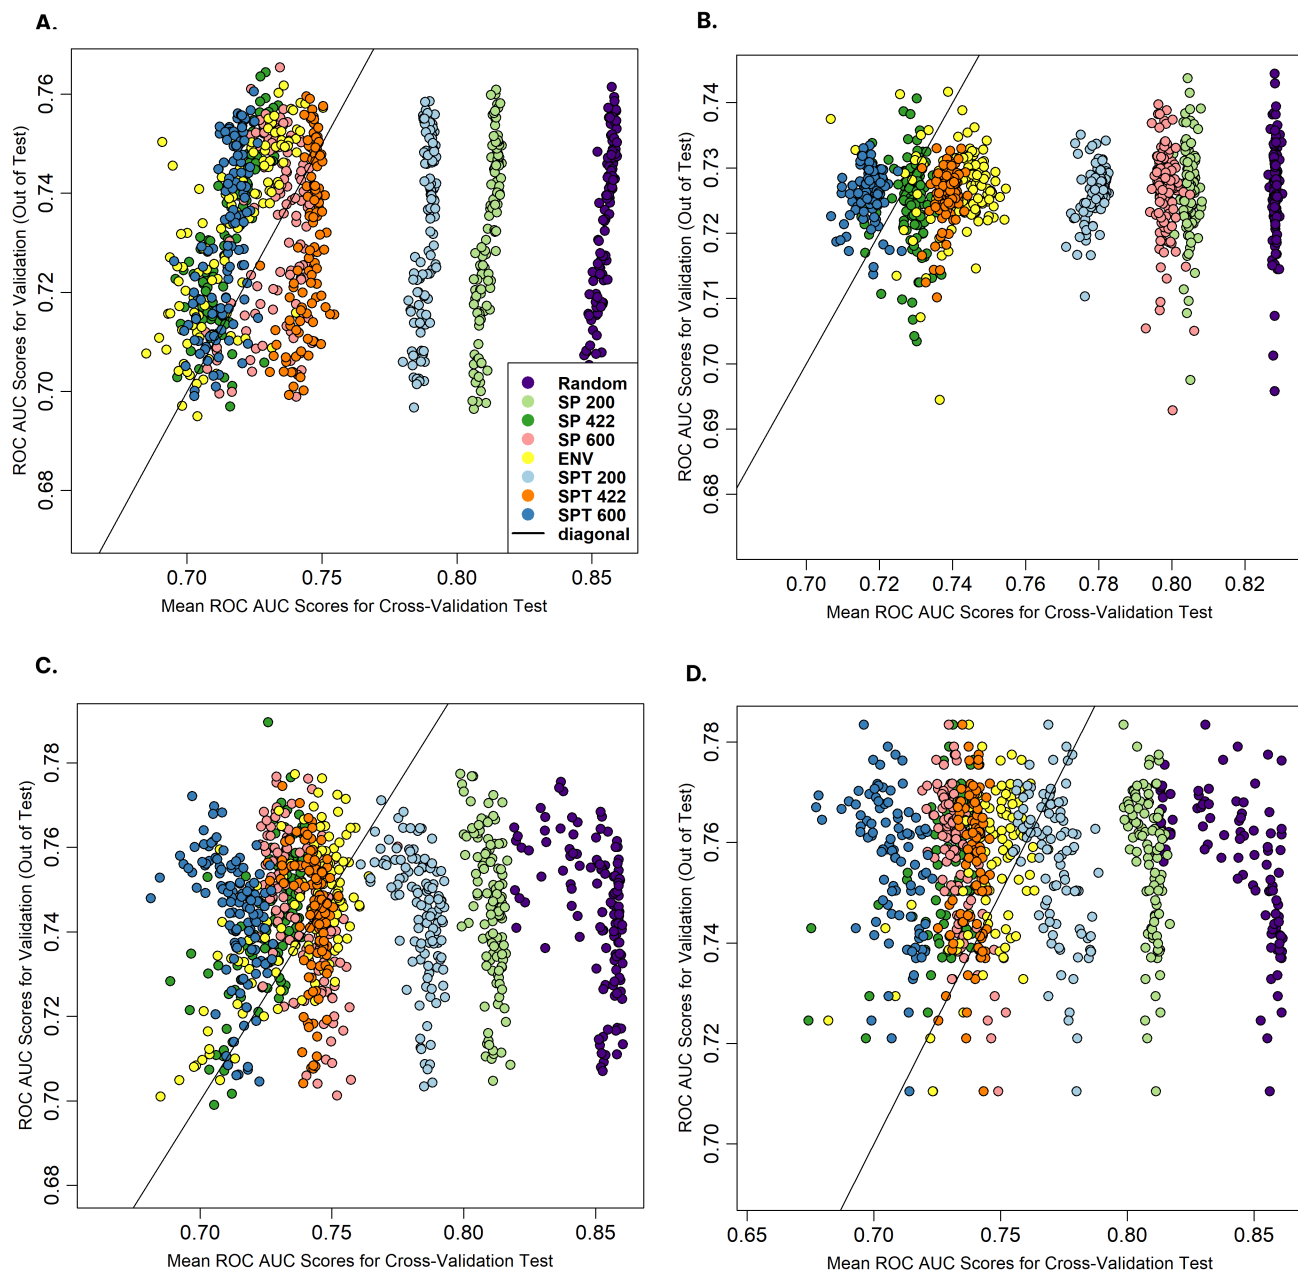 A.
0.76
0.74
0.72
0.70
0.68
ROC AUC Scores for Validation (Out of Test)
0.70 0.75 0.80 0.85
Mean ROC AUC Scores for Cross-Validation Test
Random
SP 200
SP 422
SP 600
ENV
SPT 200
SPT 422
SPT 600
diagonal
B.
0.74
0.73
0.72
0.71
0.70
0.69
0.68
ROC AUC Scores for Validation (Out of Test)
0.70 0.72 0.74 0.76 0.78 0.80 0.82
Mean ROC AUC Scores for Cross-Validation Test
C.
0.78
0.76
0.74
0.72
0.70
0.68
ROC AUC Scores for Validation (Out of Test)
0.70 0.75 0.80 0.85
Mean ROC AUC Scores for Cross-Validation Test
D.
0.78
0.76
0.74
0.72
0.70
ROC AUC Scores for Validation (Out of Test)
0.65 0.70 0.75 0.80 0.85
Mean ROC AUC Scores for Cross-Validation Test